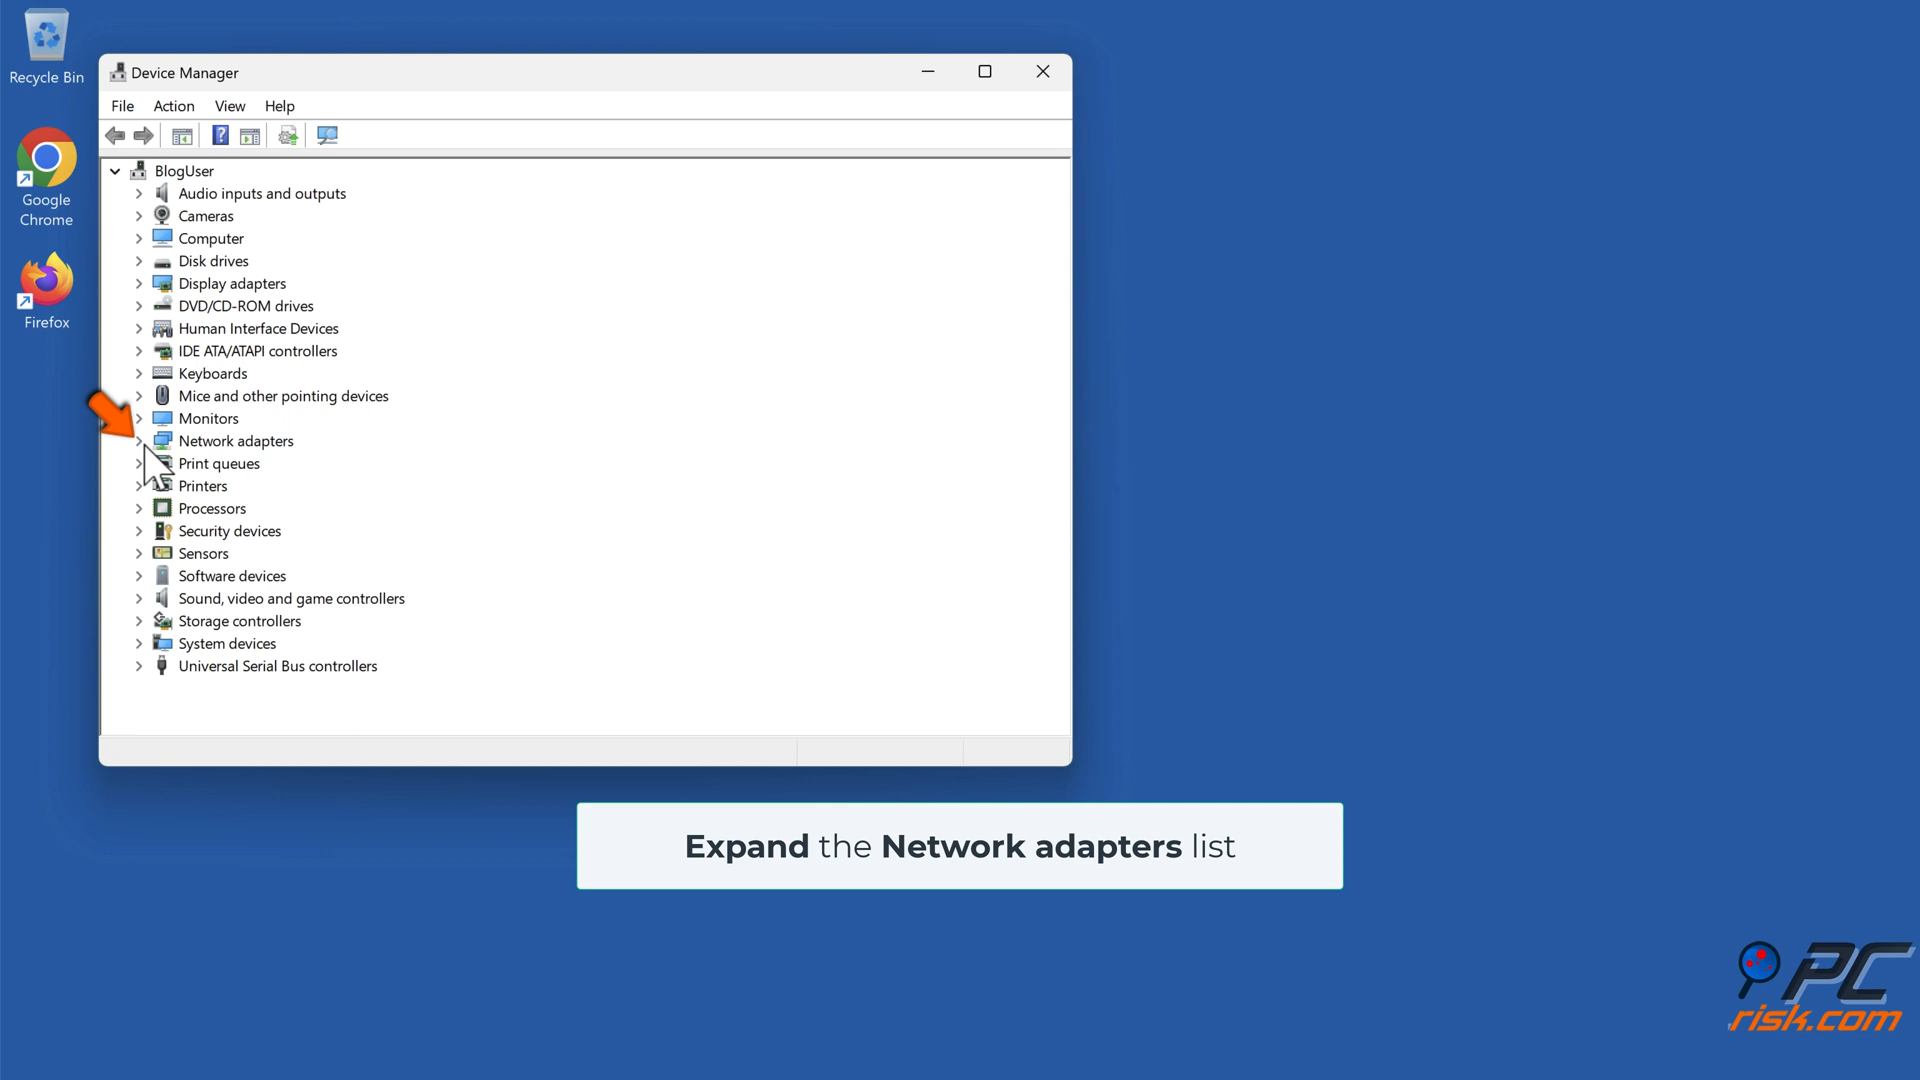 Recycle Bin
Google
Chrome
Firefox
Device Manager
File Action View Help
BlogUser
Audio inputs and outputs
Cameras
Computer
Disk drives
Display adapters
DVD/CD-ROM drives
Human Interface Devices
IDE ATA/ATAPI controllers
Keyboards
Mice and other pointing devices
Monitors
Network adapters
Print queues
Printers
Processors
Security devices
Sensors
Software devices
Sound, video and game controllers
Storage controllers
System devices
Universal Serial Bus controllers
Expand the Network adapters list
PC
risk.com